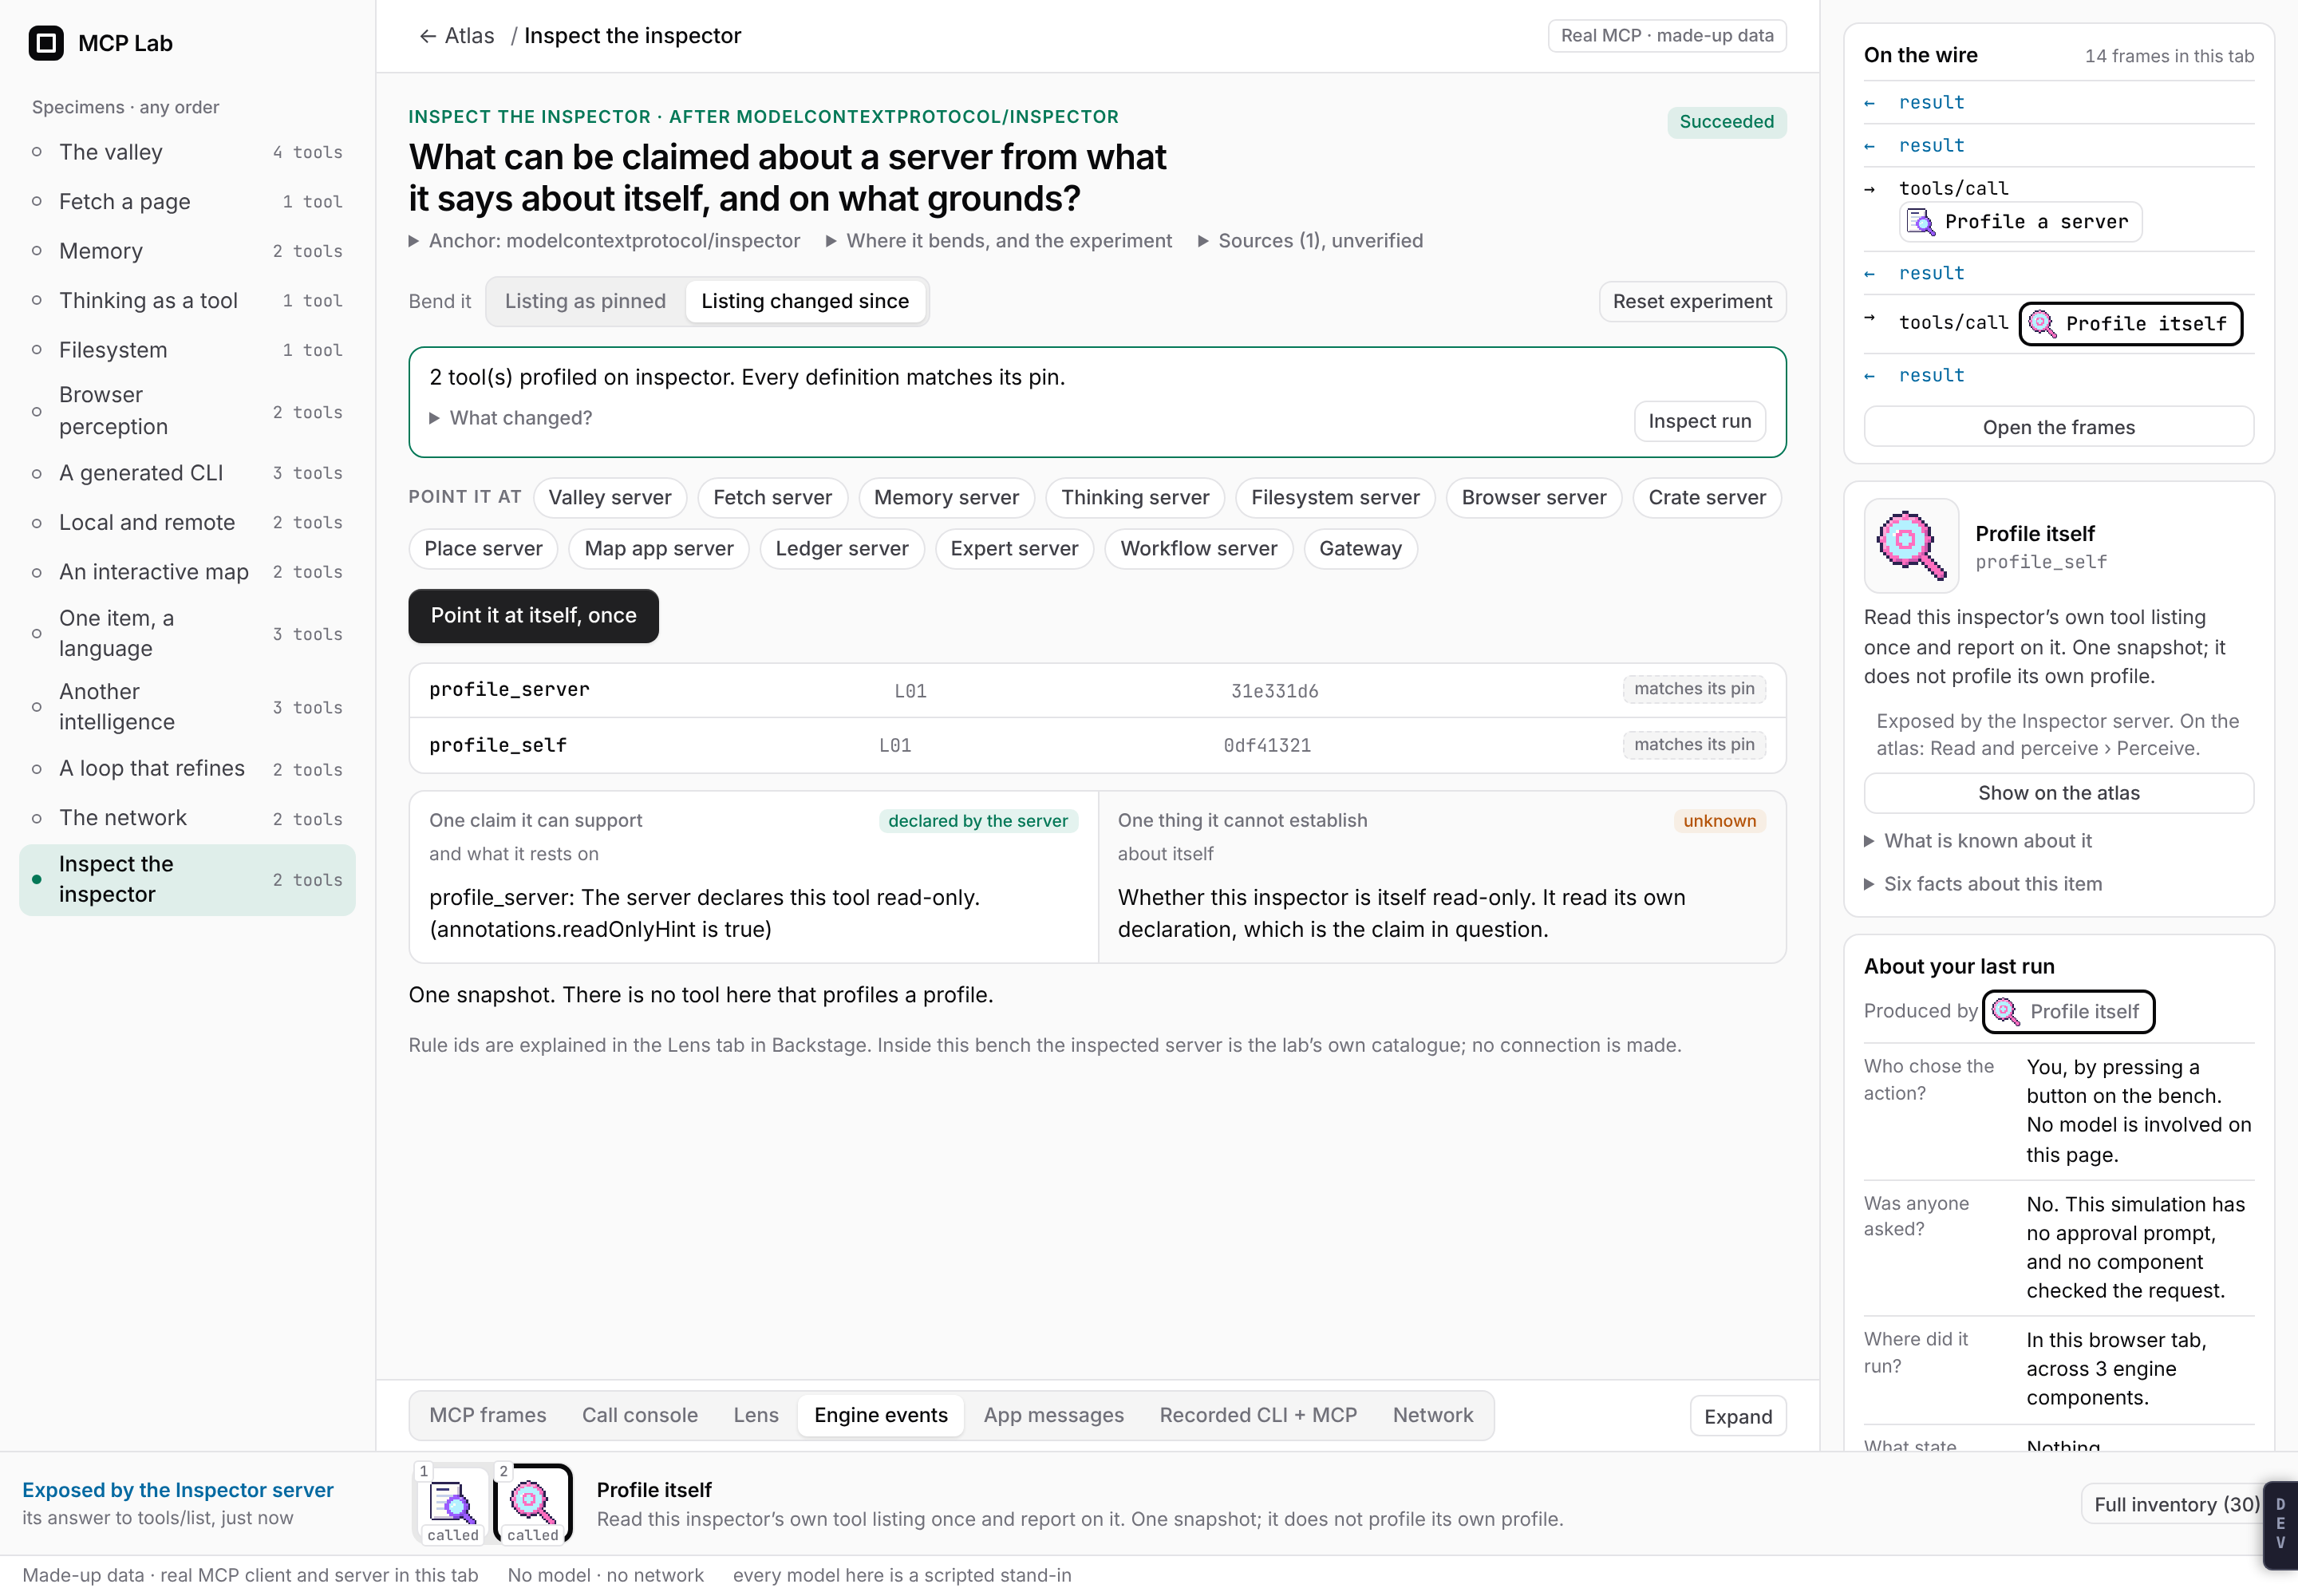 MCP Lab
Specimens · any order
The valley 4 tools
Fetch a page 1 tool
Memory 2 tools
Thinking as a tool 1 tool
Filesystem 1 tool
Browser
perception 2 tools
A generated CLI 3 tools
Local and remote 2 tools
An interactive map 2 tools
One item, a
language 3 tools
Another
intelligence 3 tools
A loop that refines 2 tools
The network 2 tools
Inspect the
inspector 2 tools
← Atlas / Inspect the inspector
Real MCP · made-up data
INSPECT THE INSPECTOR · AFTER MODELCONTEXTPROTOCOL/INSPECTOR
Succeeded
What can be claimed about a server from what
it says about itself, and on what grounds?
▶ Anchor: modelcontextprotocol/inspector ▶ Where it bends, and the experiment ▶ Sources (1), unverified
Bend it Listing as pinned Listing changed since Reset experiment
2 tool(s) profiled on inspector. Every definition matches its pin.
▶ What changed? Inspect run
POINT IT AT Valley server Fetch server Memory server Thinking server Filesystem server Browser server Crate server
Place server Map app server Ledger server Expert server Workflow server Gateway
Point it at itself, once
profile_server L01 31e331d6 matches its pin
profile_self L01 0df41321 matches its pin
One claim it can support declared by the server
and what it rests on
profile_server: The server declares this tool read-only.
(annotations.readOnlyHint is true)
One thing it cannot establish unknown
about itself
Whether this inspector is itself read-only. It read its own
declaration, which is the claim in question.
One snapshot. There is no tool here that profiles a profile.
Rule ids are explained in the Lens tab in Backstage. Inside this bench the inspected server is the lab’s own catalogue; no connection is made.
MCP frames Call console Lens Engine events App messages Recorded CLI + MCP Network Expand
On the wire 14 frames in this tab
← result
← result
→ tools/call
Profile a server
← result
→ tools/call Profile itself
← result
Open the frames
Profile itself
profile_self
Read this inspector’s own tool listing
once and report on it. One snapshot; it
does not profile its own profile.
Exposed by the Inspector server. On the
atlas: Read and perceive › Perceive.
Show on the atlas
▶ What is known about it
▶ Six facts about this item
About your last run
Produced by Profile itself
Who chose the
action?
You, by pressing a
button on the bench.
No model is involved on
this page.
Was anyone
asked?
No. This simulation has
no approval prompt,
and no component
checked the request.
Where did it
run?
In this browser tab,
across 3 engine
components.
What state
Nothing
Exposed by the Inspector server
its answer to tools/list, just now
1 called
2 called
Profile itself
Read this inspector’s own tool listing once and report on it. One snapshot; it does not profile its own profile.
Full inventory (30)
DEV
Made-up data · real MCP client and server in this tab No model · no network every model here is a scripted stand-in